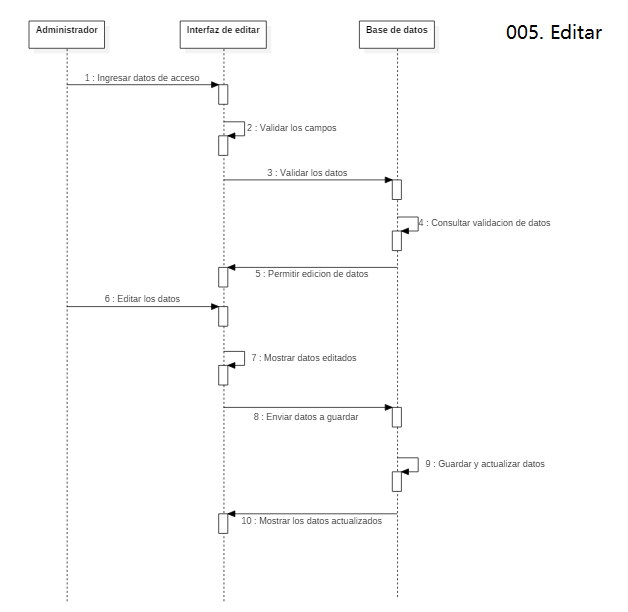 005. Editar
Administrador
Interfaz de editar
Base de datos
1 : Ingresar datos de acceso
2 : Validar los campos
3 : Validar los datos
4 : Consultar validacion de datos
5 : Permitir edicion de datos
6 : Editar los datos
7 : Mostrar datos editados
8 : Enviar datos a guardar
9 : Guardar y actualizar datos
10 : Mostrar los datos actualizados